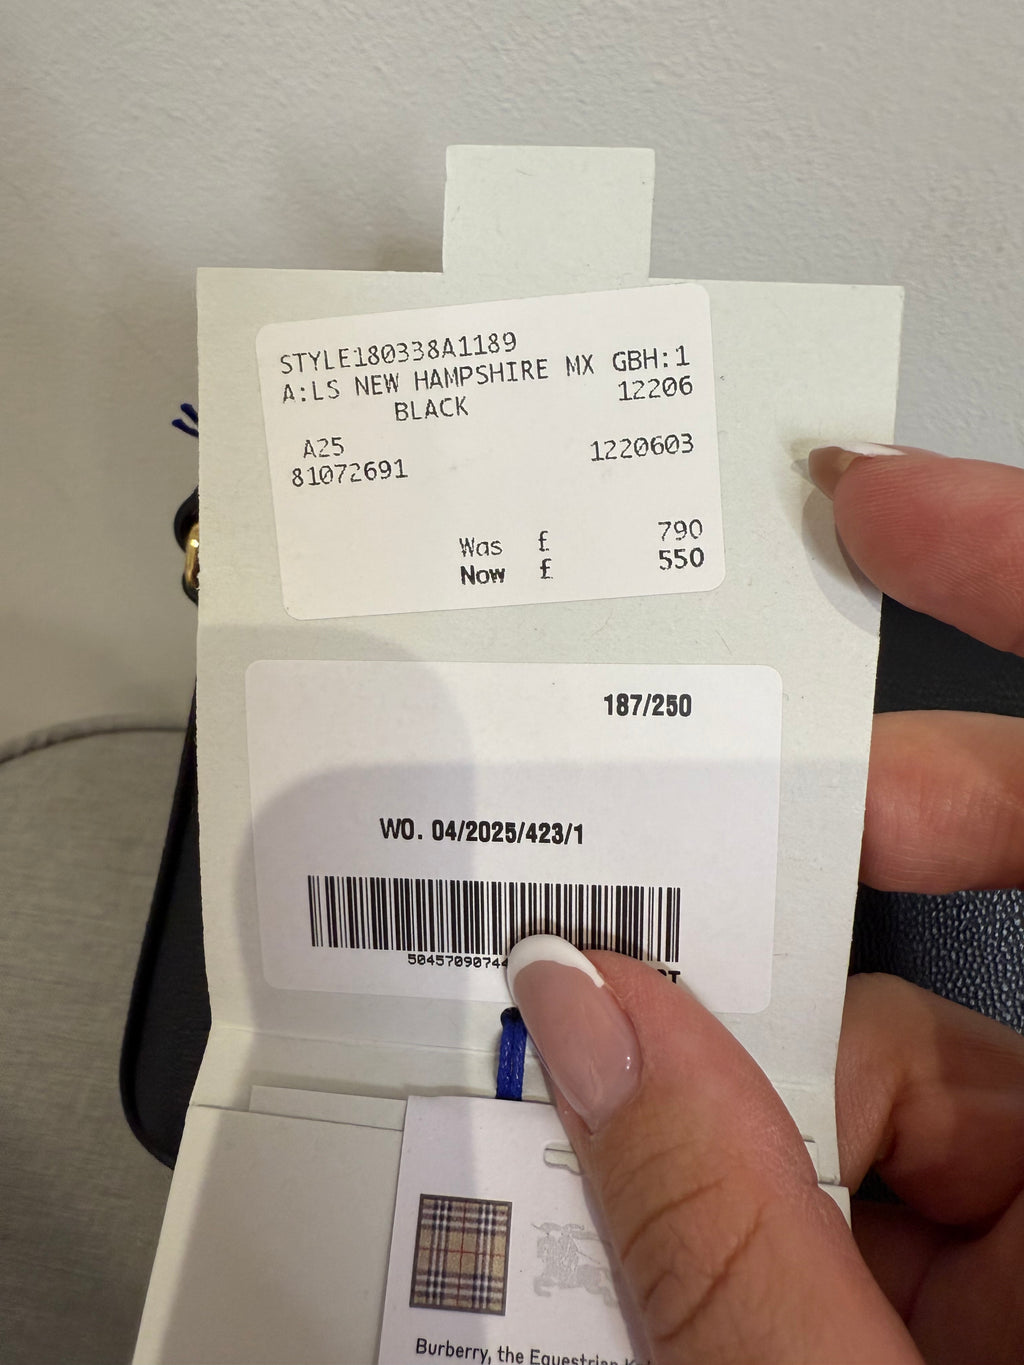 STYLE180338A1189
A:LS NEW HAMPSHIRE MX GBH:1
BLACK 12206
A25 1220603
81072691
Was £ 790
Now £ 550
187/250
WO. 04/2025/423/1
5045709074
Burberry, the Equestrian